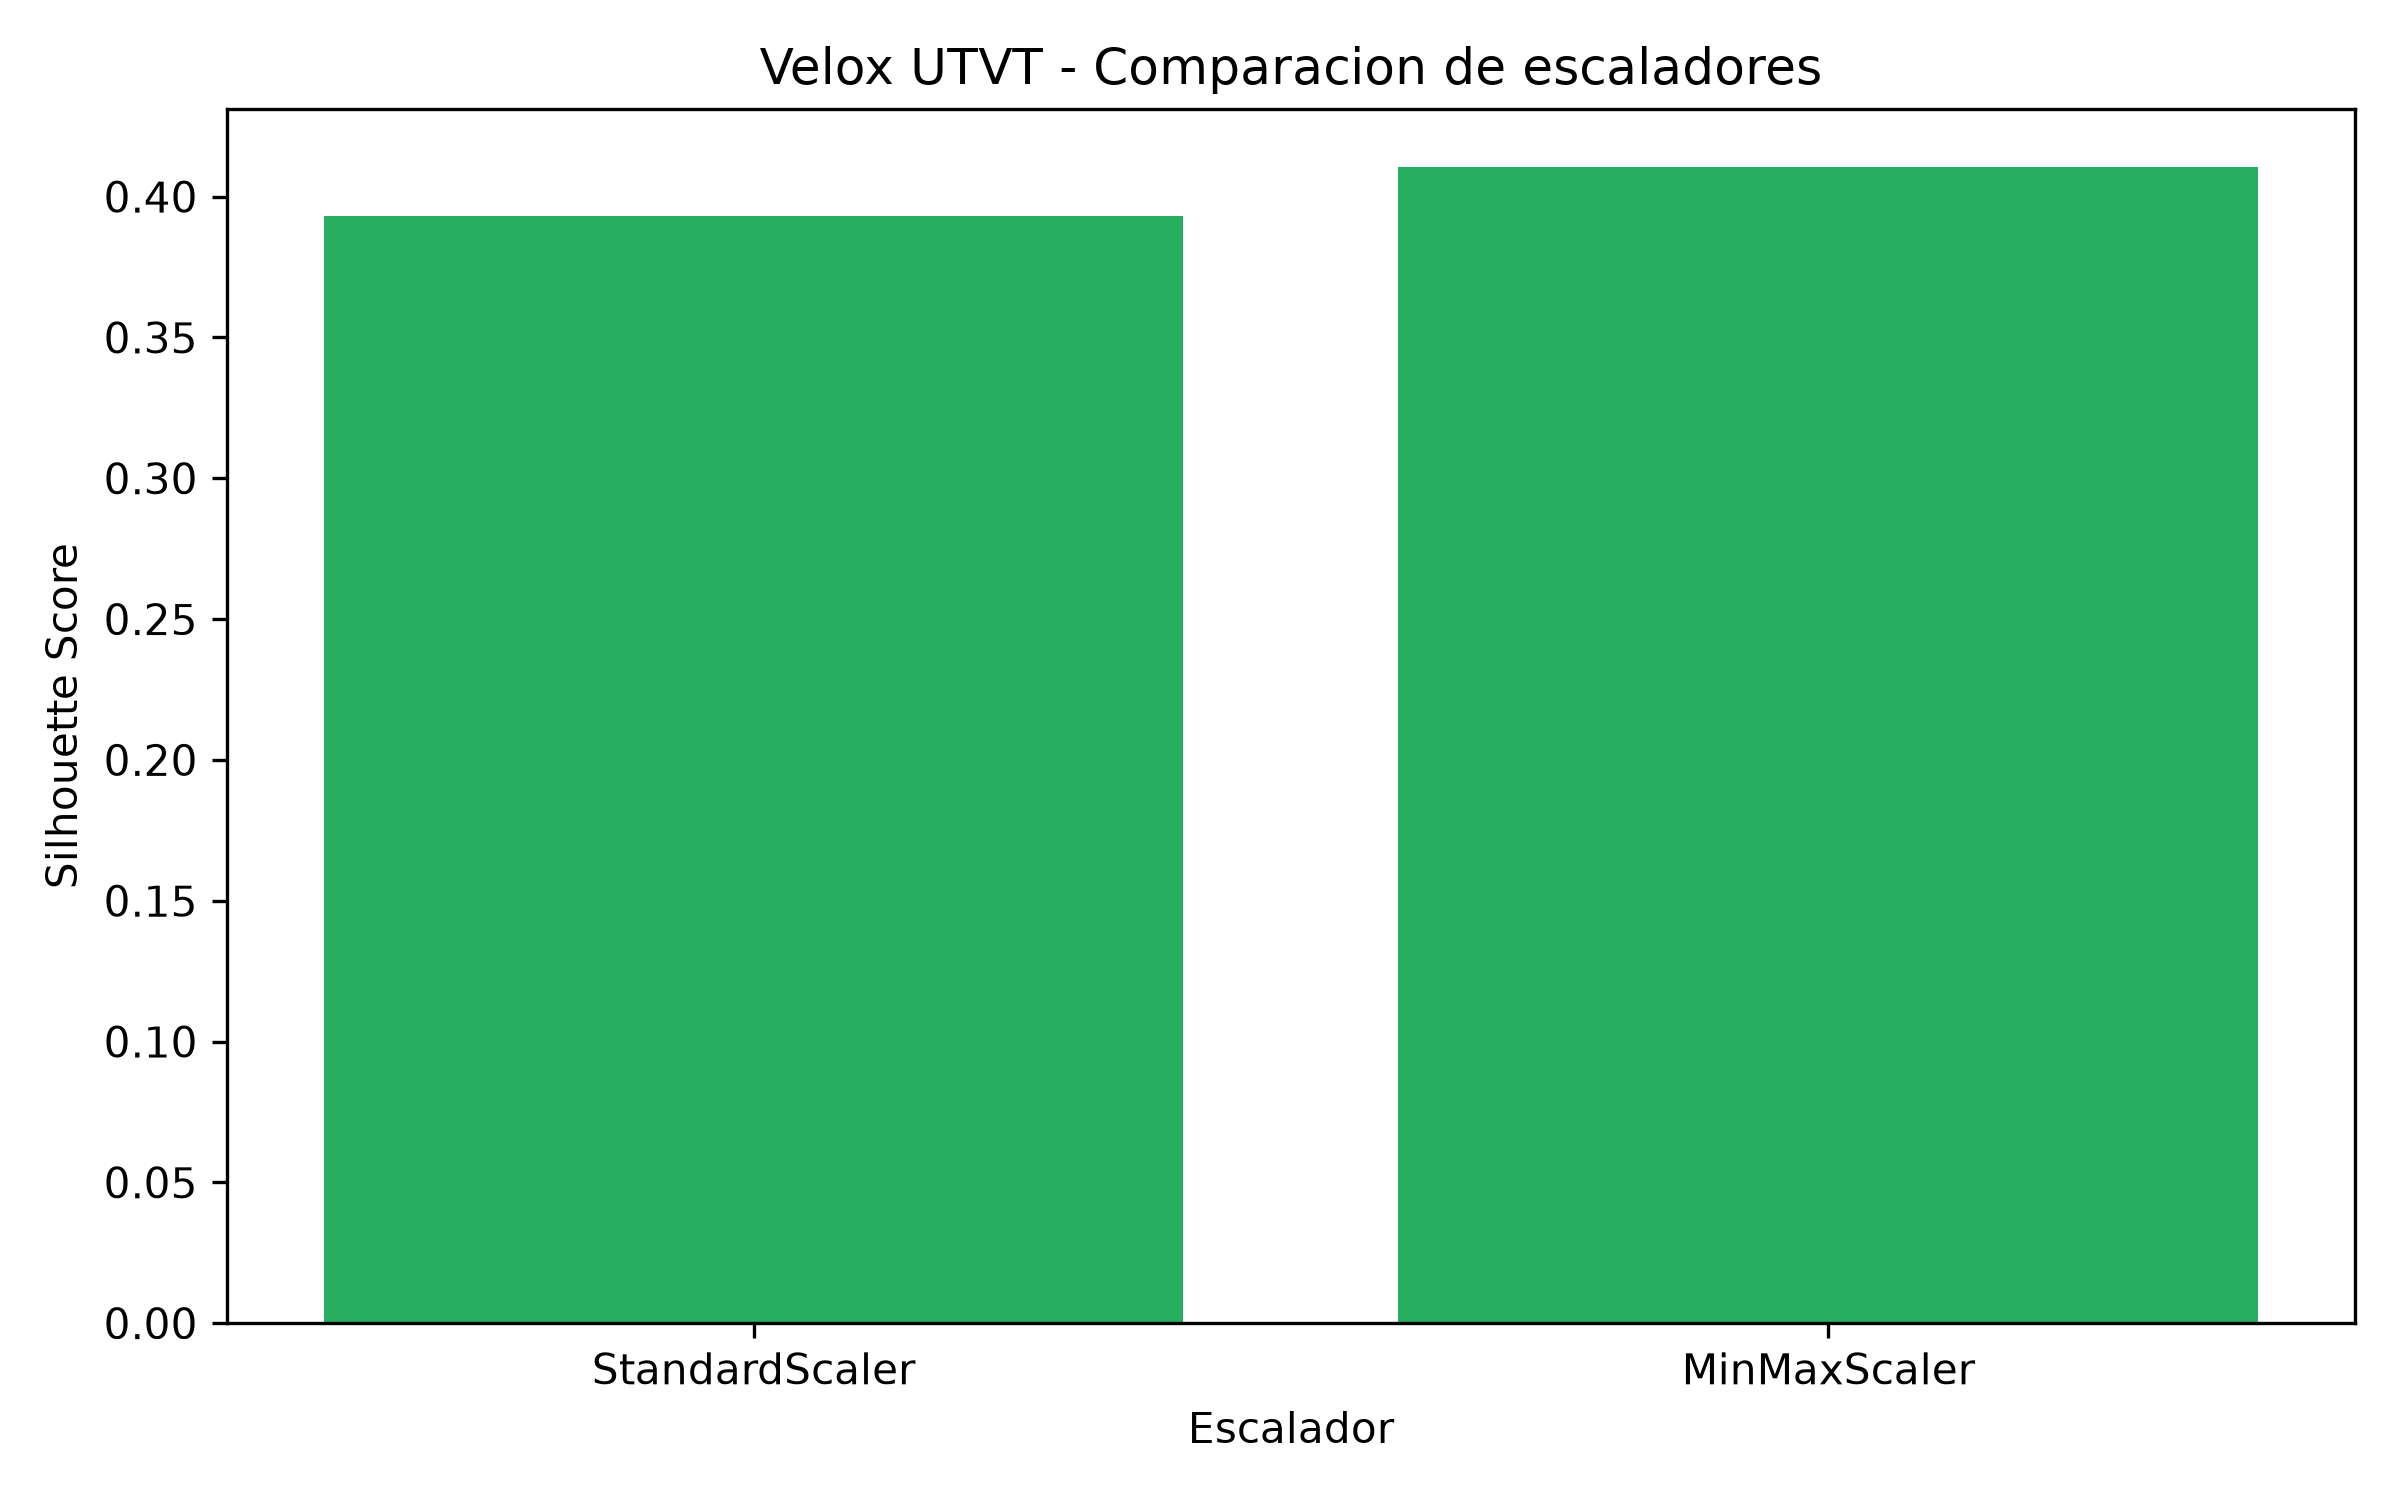 Velox UTVT - Comparacion de escaladores
Silhouette Score
0.40
0.35
0.30
0.25
0.20
0.15
0.10
0.05
0.00
StandardScaler
MinMaxScaler
Escalador